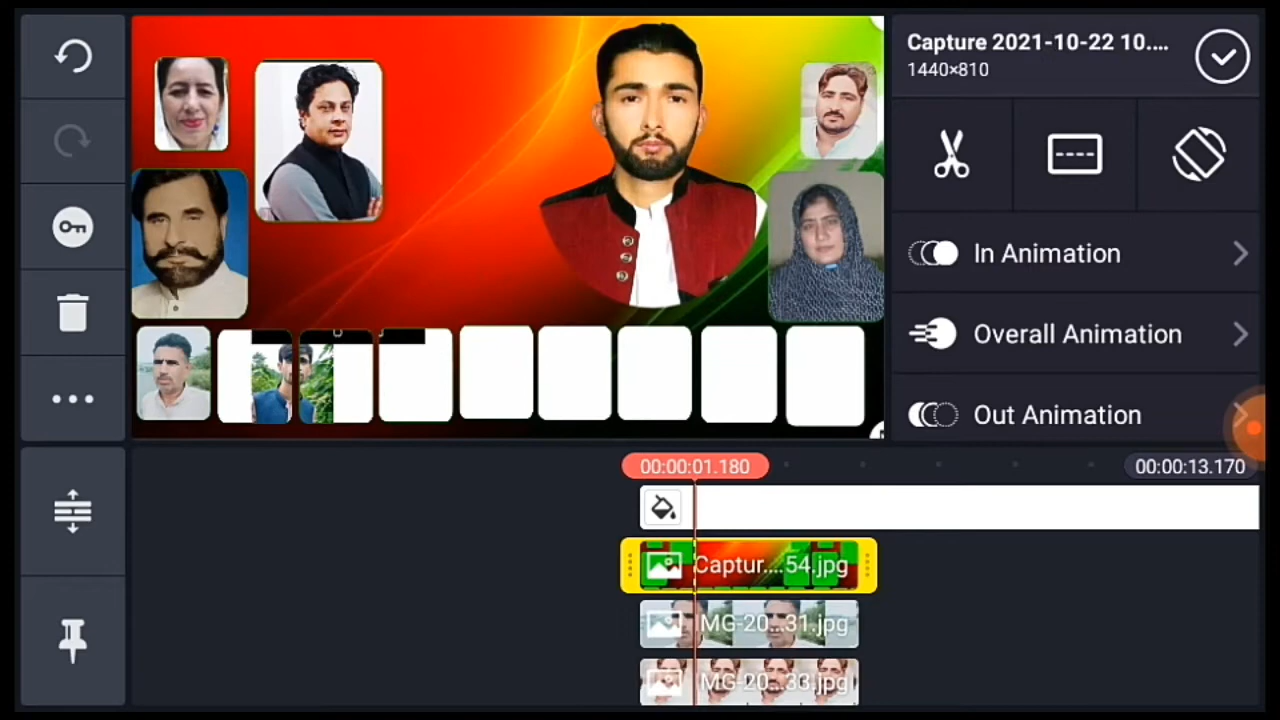 Capture 2021-10-22 10....
1440×810
In Animation
Overall Animation
Out Animation
00:00:01.180
00:00:13.170
Captur....54.jpg
MG-20...31.jpg
MG-20...33.jpg